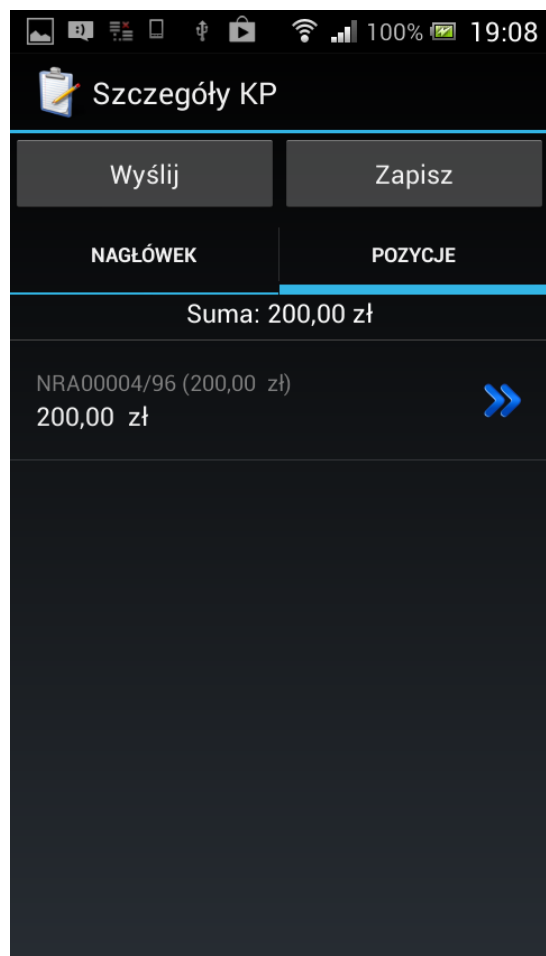 100% 19:08
Szczegóły KP
Wyślij Zapisz
NAGŁÓWEK POZYCJE
Suma: 200,00 zł
NRA00004/96 (200,00 zł)
200,00 zł